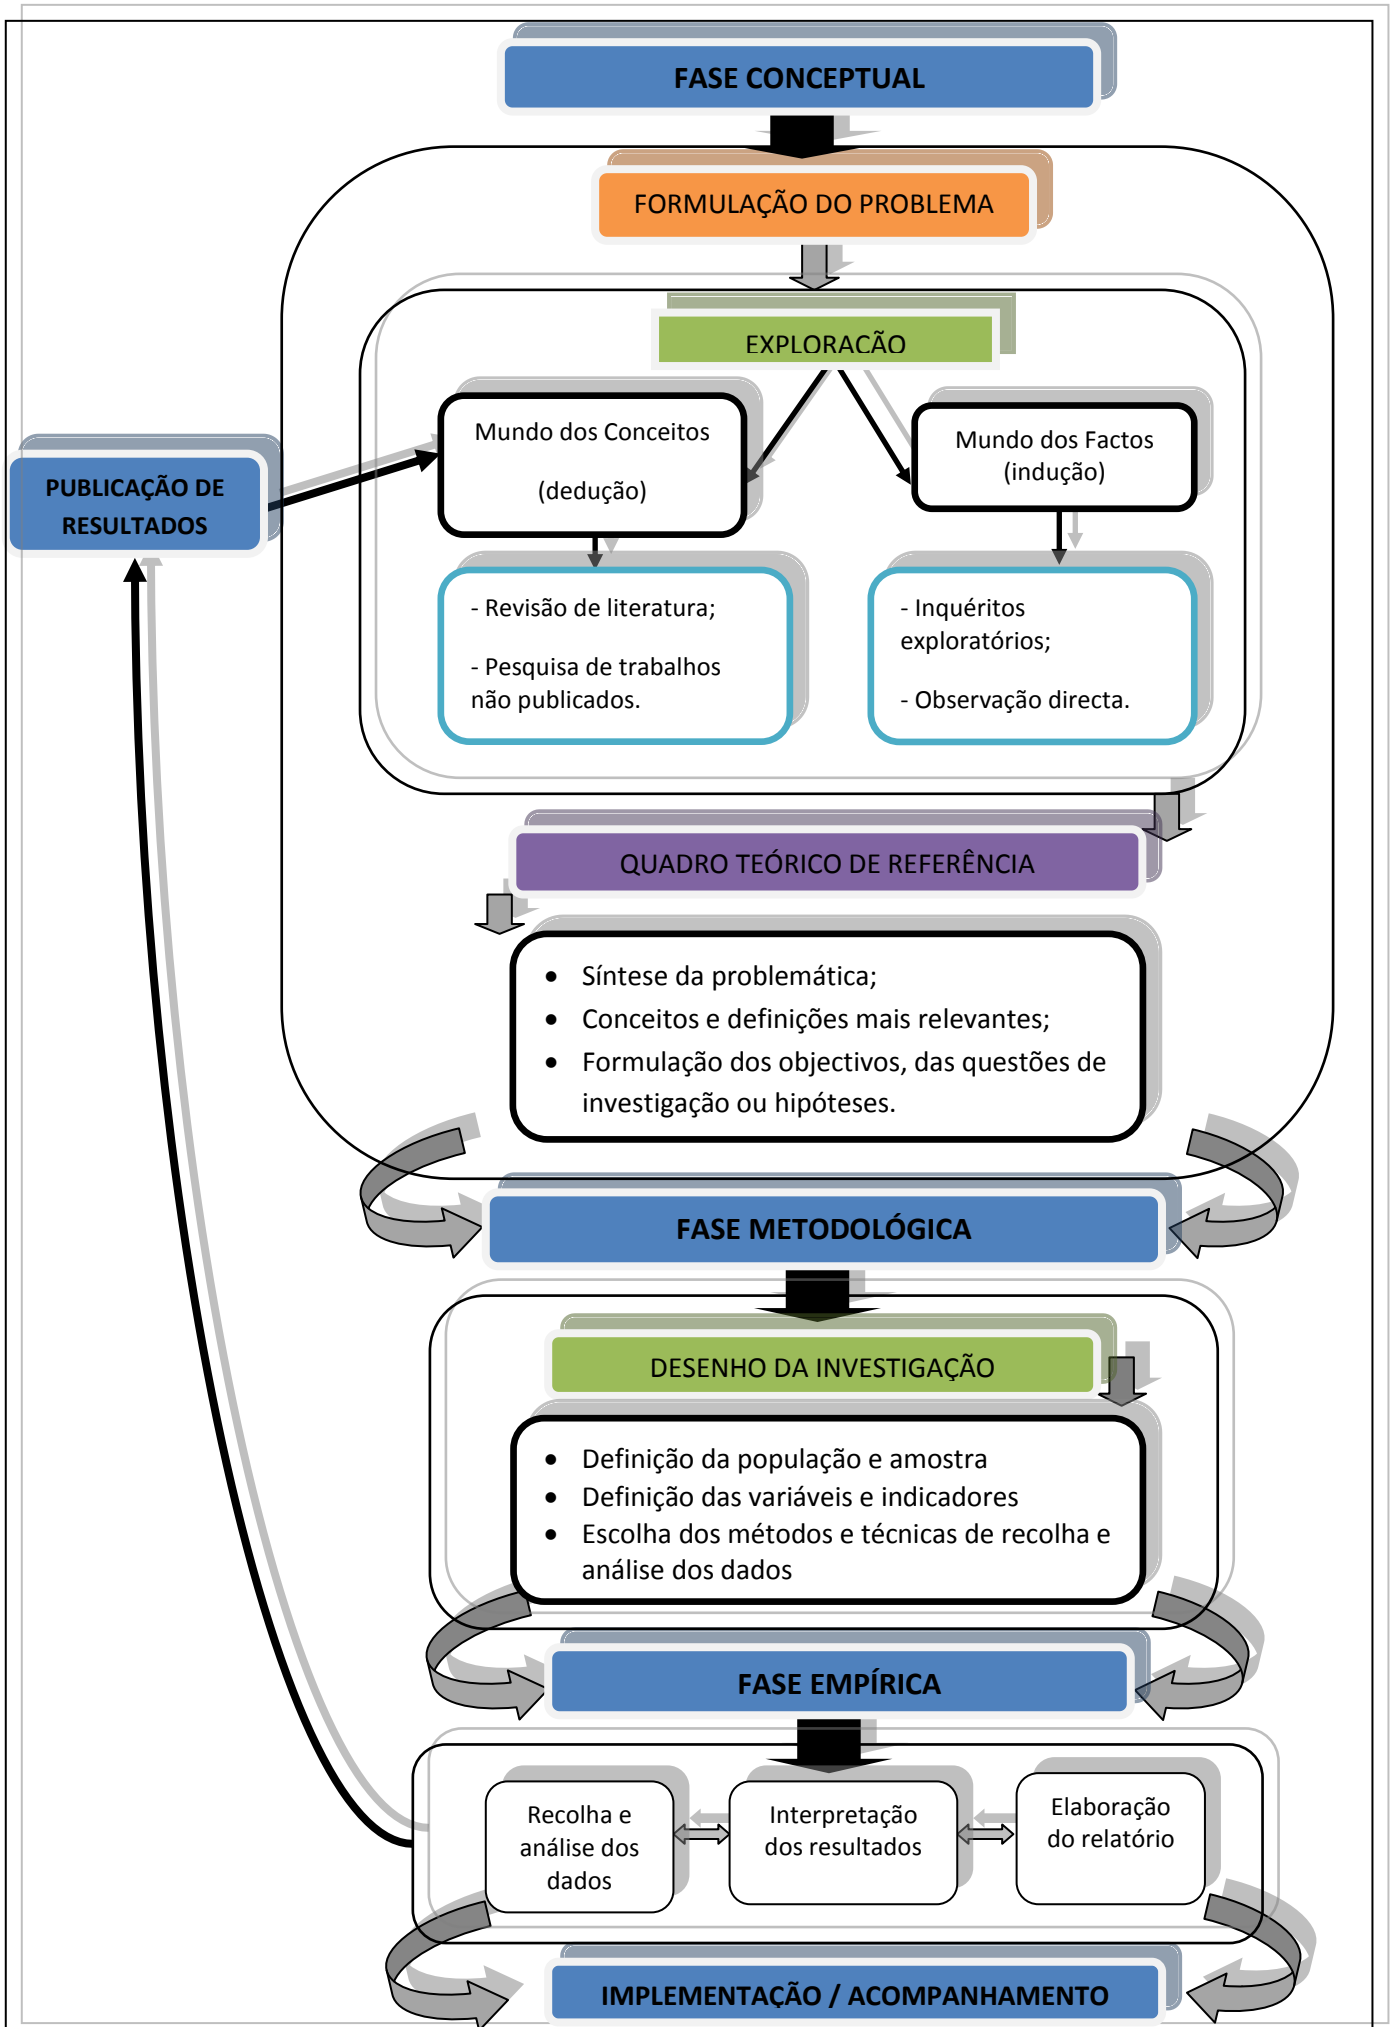 FASE CONCEPTUAL
FORMULAÇÃO DO PROBLEMA
EXPLORAÇÃO
Mundo dos Conceitos
(dedução)
Mundo dos Factos
(indução)
PUBLICAÇÃO DE
RESULTADOS
- Revisão de literatura;
- Pesquisa de trabalhos
não publicados.
- Inquéritos
exploratórios;
- Observação directa.
QUADRO TEÓRICO DE REFERÊNCIA
• Síntese da problemática;
• Conceitos e definições mais relevantes;
• Formulação dos objectivos, das questões de
investigação ou hipóteses.
FASE METODOLÓGICA
DESENHO DA INVESTIGAÇÃO
• Definição da população e amostra
• Definição das variáveis e indicadores
• Escolha dos métodos e técnicas de recolha e
análise dos dados
FASE EMPÍRICA
Recolha e
análise dos
dados
Interpretação
dos resultados
Elaboração
do relatório
IMPLEMENTAÇÃO / ACOMPANHAMENTO